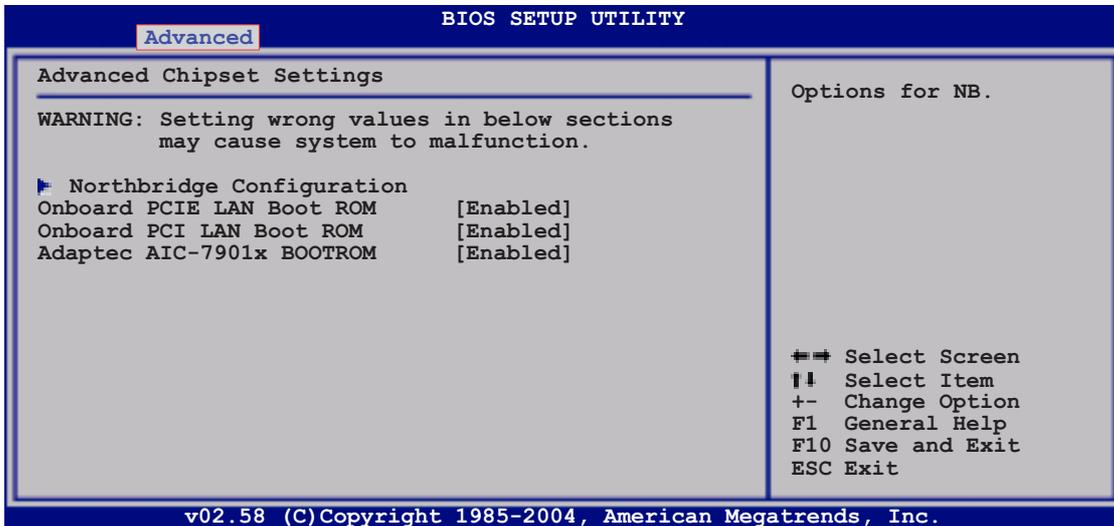 BIOS SETUP UTILITY
Advanced
Advanced Chipset Settings
WARNING: Setting wrong values in below sections
may cause system to malfunction.
Northbridge Configuration
Onboard PCIE LAN Boot ROM [Enabled]
Onboard PCI LAN Boot ROM [Enabled]
Adaptec AIC-7901x BOOTROM [Enabled]
Options for NB.
Select Screen
Select Item
+- Change Option
F1 General Help
F10 Save and Exit
ESC Exit
v02.58 (C)Copyright 1985-2004, American Megatrends, Inc.